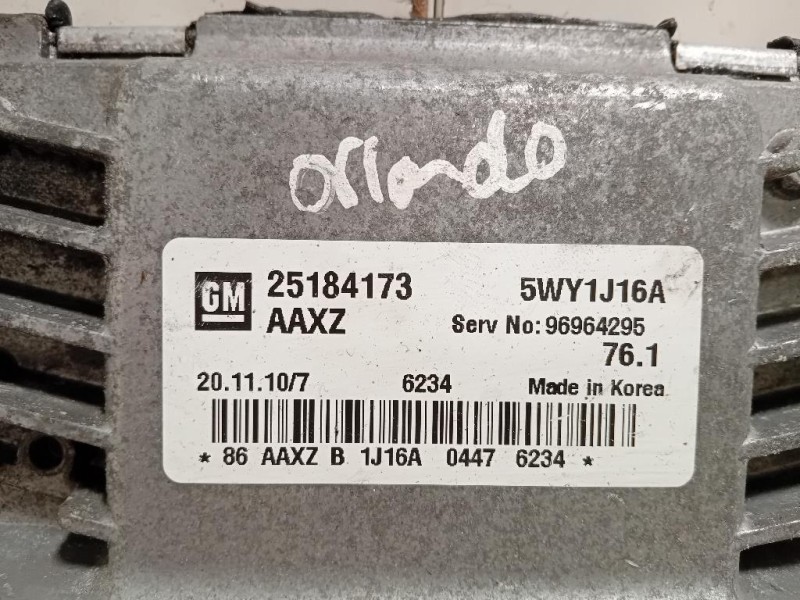 orlando
GM 25184173 5WY1J16A
AAXZ Serv No: 96964295
76.1
20.11.10/7 6234 Made in Korea
* 86 AAXZ B 1J16A 0447 6234 *